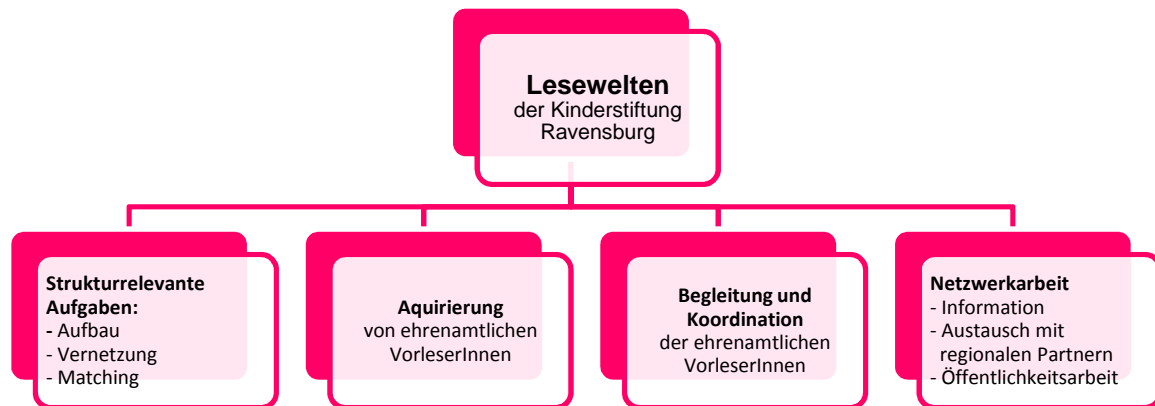 Lesewelten
der Kinderstiftung
Ravensburg
Strukturrelevante
Aufgaben:
- Aufbau
- Vernetzung
- Matching
Aquirierung
von ehrenamtlichen
VorleserInnen
Begleitung und
Koordination
der ehrenamtlichen
VorleserInnen
Netzwerkarbeit
- Information
- Austausch mit
regionalen Partnern
- Öffentlichkeitsarbeit